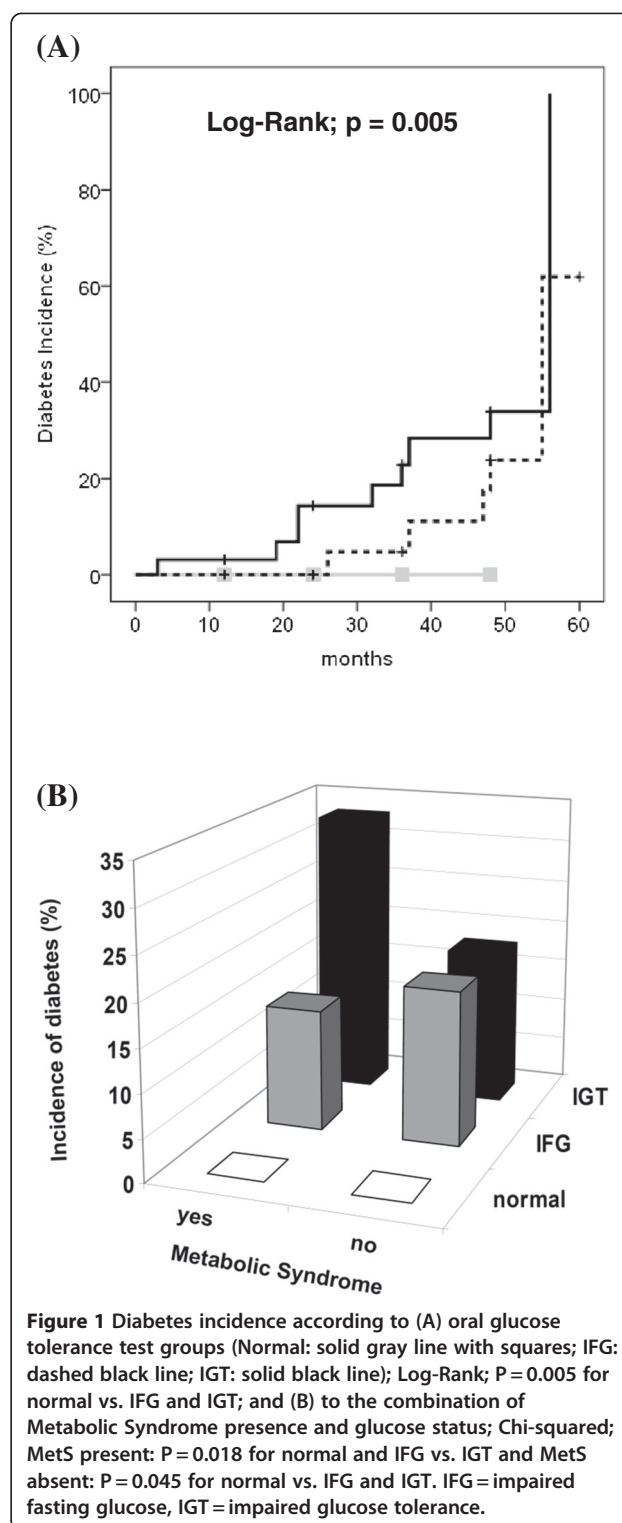 (A)
Log-Rank; p = 0.005
100
80
60
40
20
0
Diabetes Incidence (%)
0 10 20 30 40 50 60
months
(B)
35
30
25
20
15
10
5
0
Incidence of diabetes (%)
IGT
IFG
normal
yes
no
Metabolic Syndrome
Figure 1 Diabetes incidence according to (A) oral glucose
tolerance test groups (Normal: solid gray line with squares; IFG:
dashed black line; IGT: solid black line); Log-Rank; P = 0.005 for
normal vs. IFG and IGT; and (B) to the combination of
Metabolic Syndrome presence and glucose status; Chi-squared;
MetS present: P = 0.018 for normal and IFG vs. IGT and MetS
absent: P = 0.045 for normal vs. IFG and IGT. IFG = impaired
fasting glucose, IGT = impaired glucose tolerance.